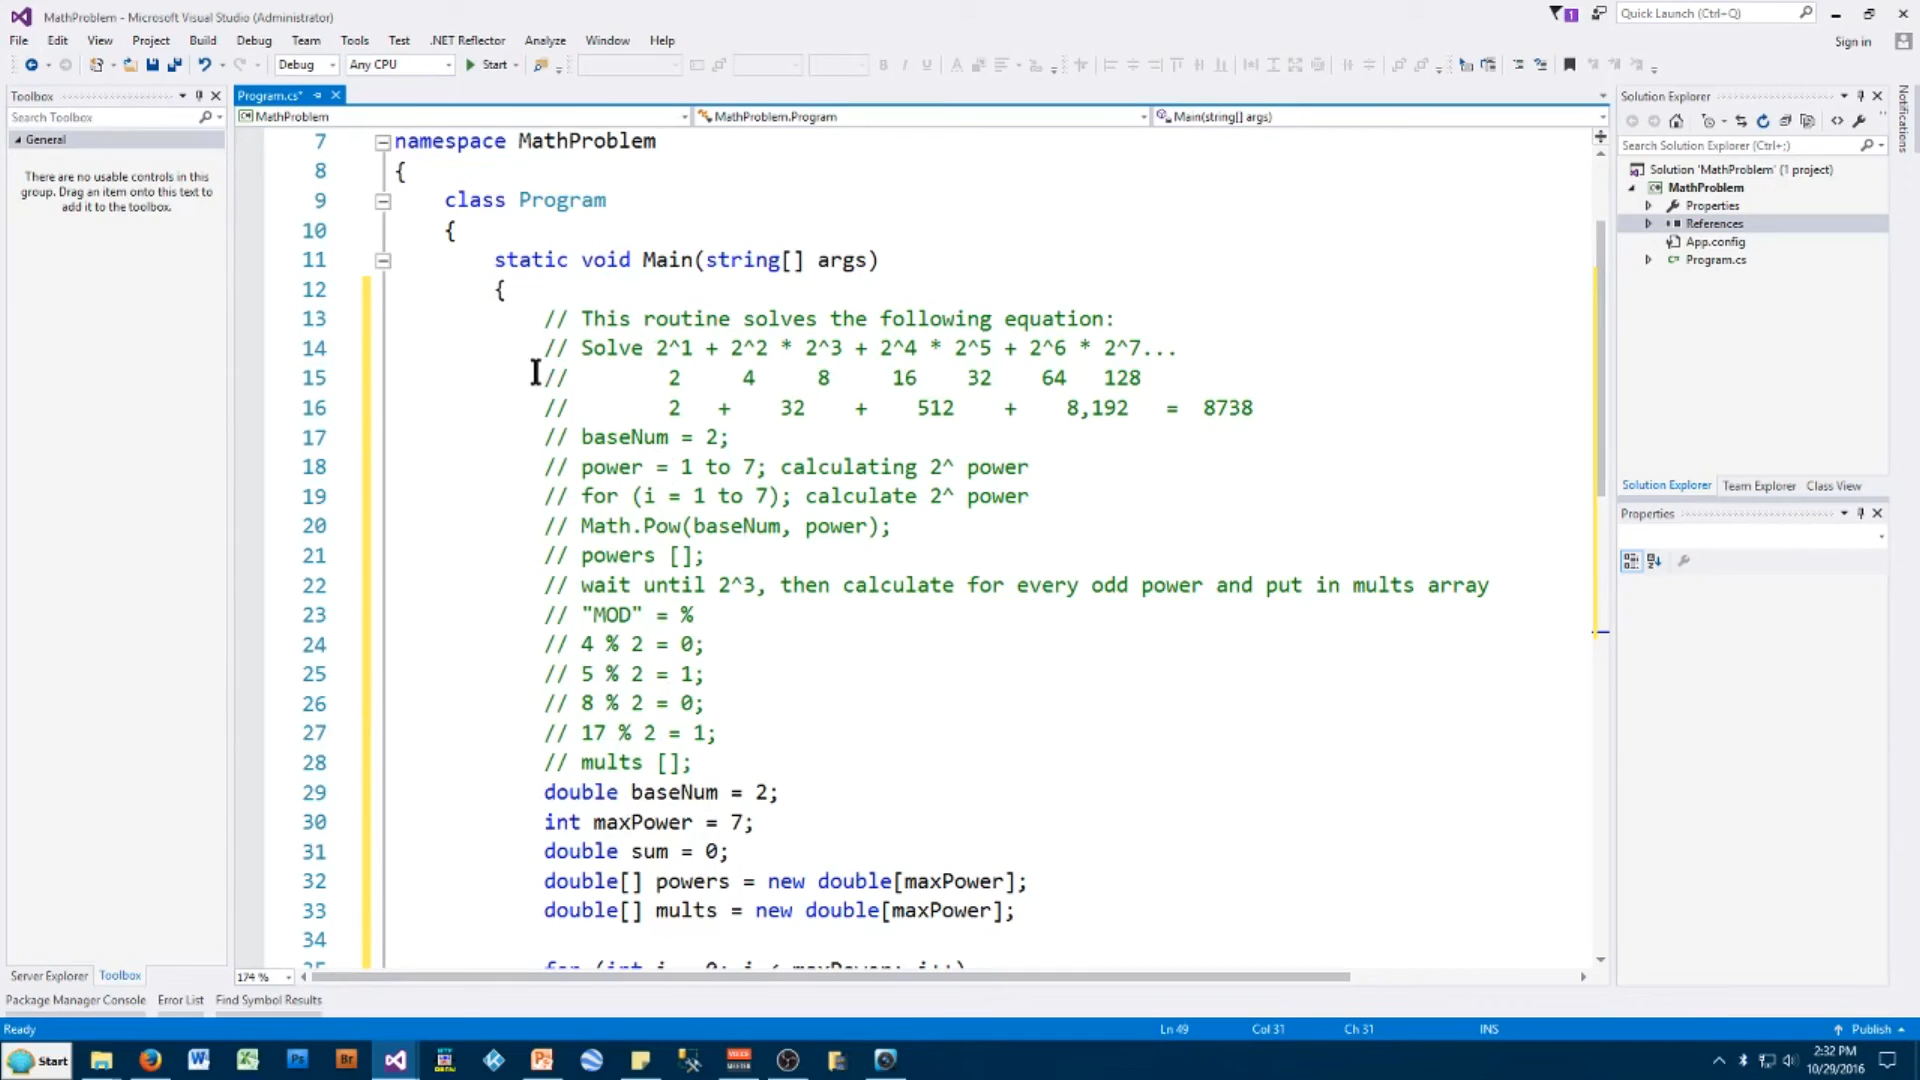 MathProblem - Microsoft Visual Studio (Administrator)
1
Quick Launch (Ctrl+Q)
File Edit View Project Build Debug Team Tools Test .NET Reflector Analyze Window Help
Sign in
Debug Any CPU Start
Toolbox
Search Toolbox
General
There are no usable controls in this
group. Drag an item onto this text to
add it to the toolbox.
Program.cs*
MathProblem
MathProblem.Program
Main(string[] args)
7 namespace MathProblem
8 {
9 class Program
10 {
11 static void Main(string[] args)
12 {
13 // This routine solves the following equation:
14 // Solve 2^1 + 2^2 * 2^3 + 2^4 * 2^5 + 2^6 * 2^7...
15 // 2 4 8 16 32 64 128
16 // 2 + 32 + 512 + 8,192 = 8738
17 // baseNum = 2;
18 // power = 1 to 7; calculating 2^ power
19 // for (i = 1 to 7); calculate 2^ power
20 // Math.Pow(baseNum, power);
21 // powers [];
22 // wait until 2^3, then calculate for every odd power and put in mults array
23 // "MOD" = %
24 // 4 % 2 = 0;
25 // 5 % 2 = 1;
26 // 8 % 2 = 0;
27 // 17 % 2 = 1;
28 // mults [];
29 double baseNum = 2;
30 int maxPower = 7;
31 double sum = 0;
32 double[] powers = new double[maxPower];
33 double[] mults = new double[maxPower];
34
35 for (int i = 0; i < maxPower; i++)
174 %
Solution Explorer
Search Solution Explorer (Ctrl+;)
Solution 'MathProblem' (1 project)
MathProblem
Properties
References
App.config
Program.cs
Solution Explorer Team Explorer Class View
Properties
Notifications
Server Explorer Toolbox
Package Manager Console Error List Find Symbol Results
Ready
Ln 49 Col 31 Ch 31 INS
Publish
Start
2:32 PM
10/29/2016